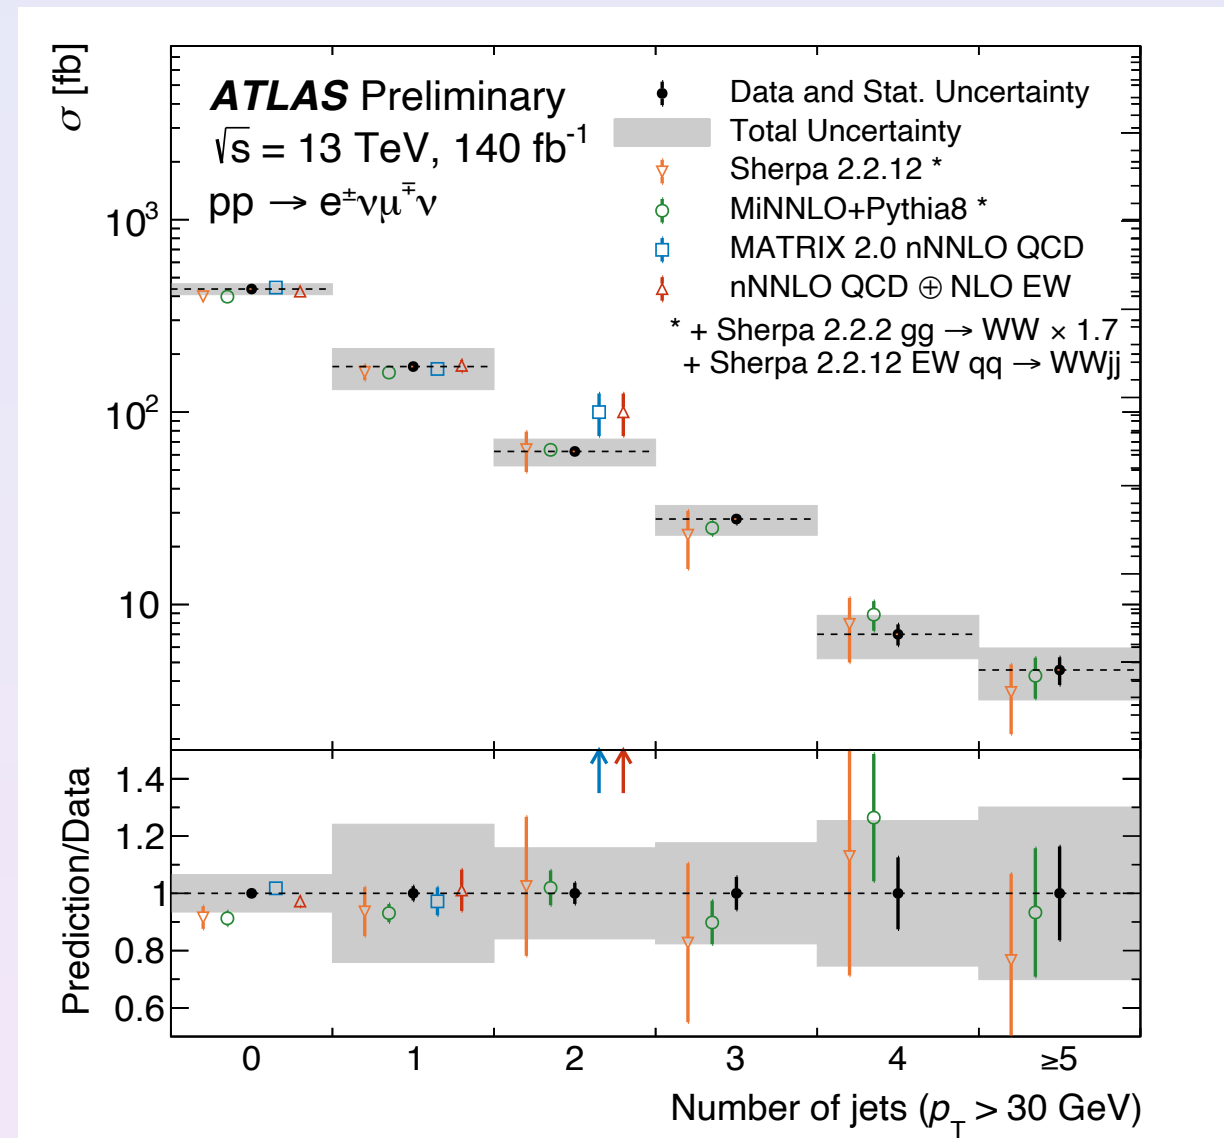 σ [fb]
ATLAS Preliminary
√s = 13 TeV, 140 fb⁻¹
pp → e±νμ∓ν
Data and Stat. Uncertainty
Total Uncertainty
Sherpa 2.2.12 *
MiNNLO+Pythia8 *
MATRIX 2.0 nNNLO QCD
nNNLO QCD ⊕ NLO EW
* + Sherpa 2.2.2 gg → WW × 1.7
+ Sherpa 2.2.12 EW qq → WWjj
10³
10²
10
Prediction/Data
1.4
1.2
1
0.8
0.6
0 1 2 3 4 ≥5
Number of jets (p_T > 30 GeV)